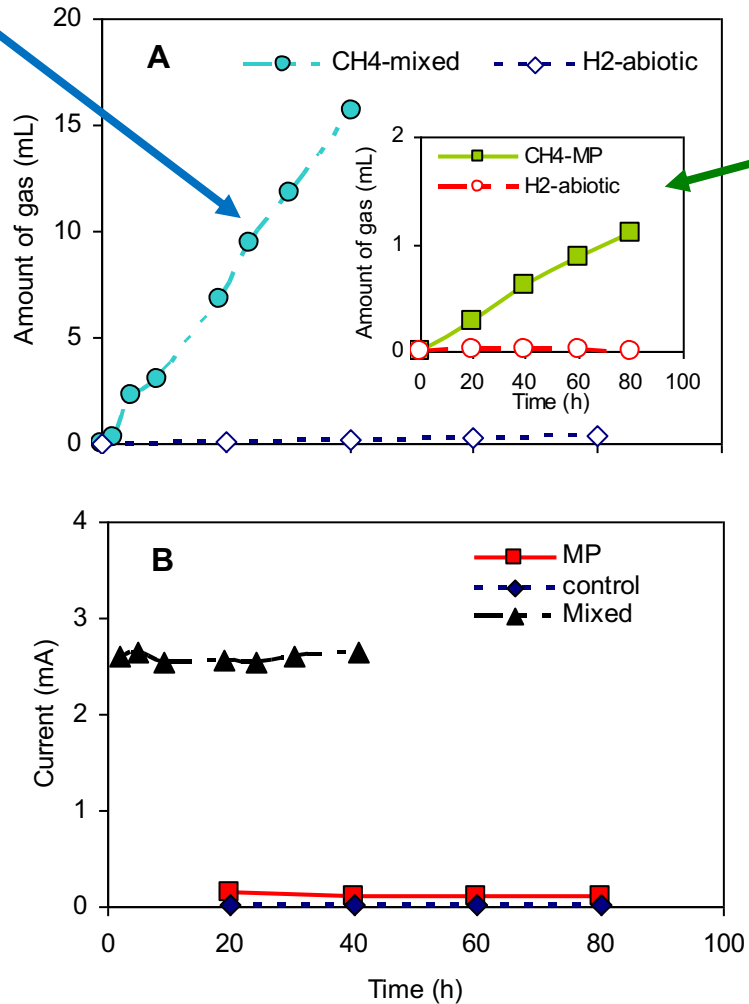 A
CH4-mixed
H2-abiotic
Amount of gas (mL)
20
15
10
5
0
CH4-MP
H2-abiotic
Amount of gas (mL)
2
1
0
0 20 40 60 80 100
Time (h)
B
MP
control
Mixed
Current (mA)
4
3
2
1
0
0 20 40 60 80 100
Time (h)